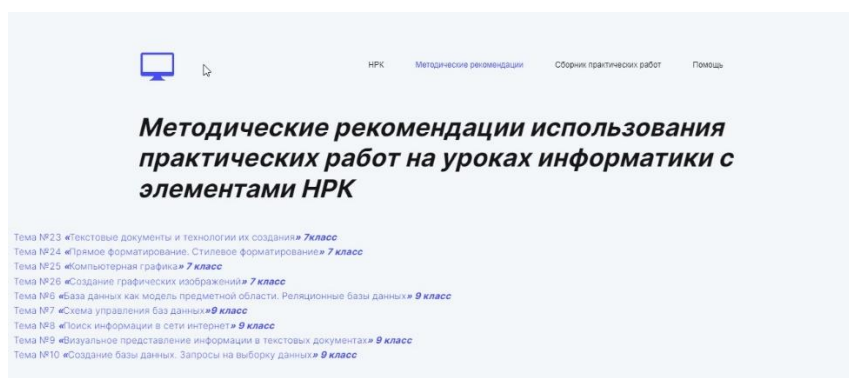 НРК Методические рекомендации Сборник практических работ Помощь
Методические рекомендации использования
практических работ на уроках информатики с
элементами НРК
Тема №23 «Текстовые документы и технологии их создания» 7класс
Тема №24 «Прямое форматирование. Стилевое форматирование» 7 класс
Тема №25 «Компьютерная графика» 7 класс
Тема №26 «Создание графических изображений» 7 класс
Тема №6 «База данных как модель предметной области. Реляционные базы данных» 9 класс
Тема №7 «Схема управления баз данных»9 класс
Тема №8 «Поиск информации в сети интернет» 9 класс
Тема №9 «Визуальное представление информации в текстовых документах» 9 класс
Тема №10 «Создание базы данных. Запросы на выборку данных» 9 класс